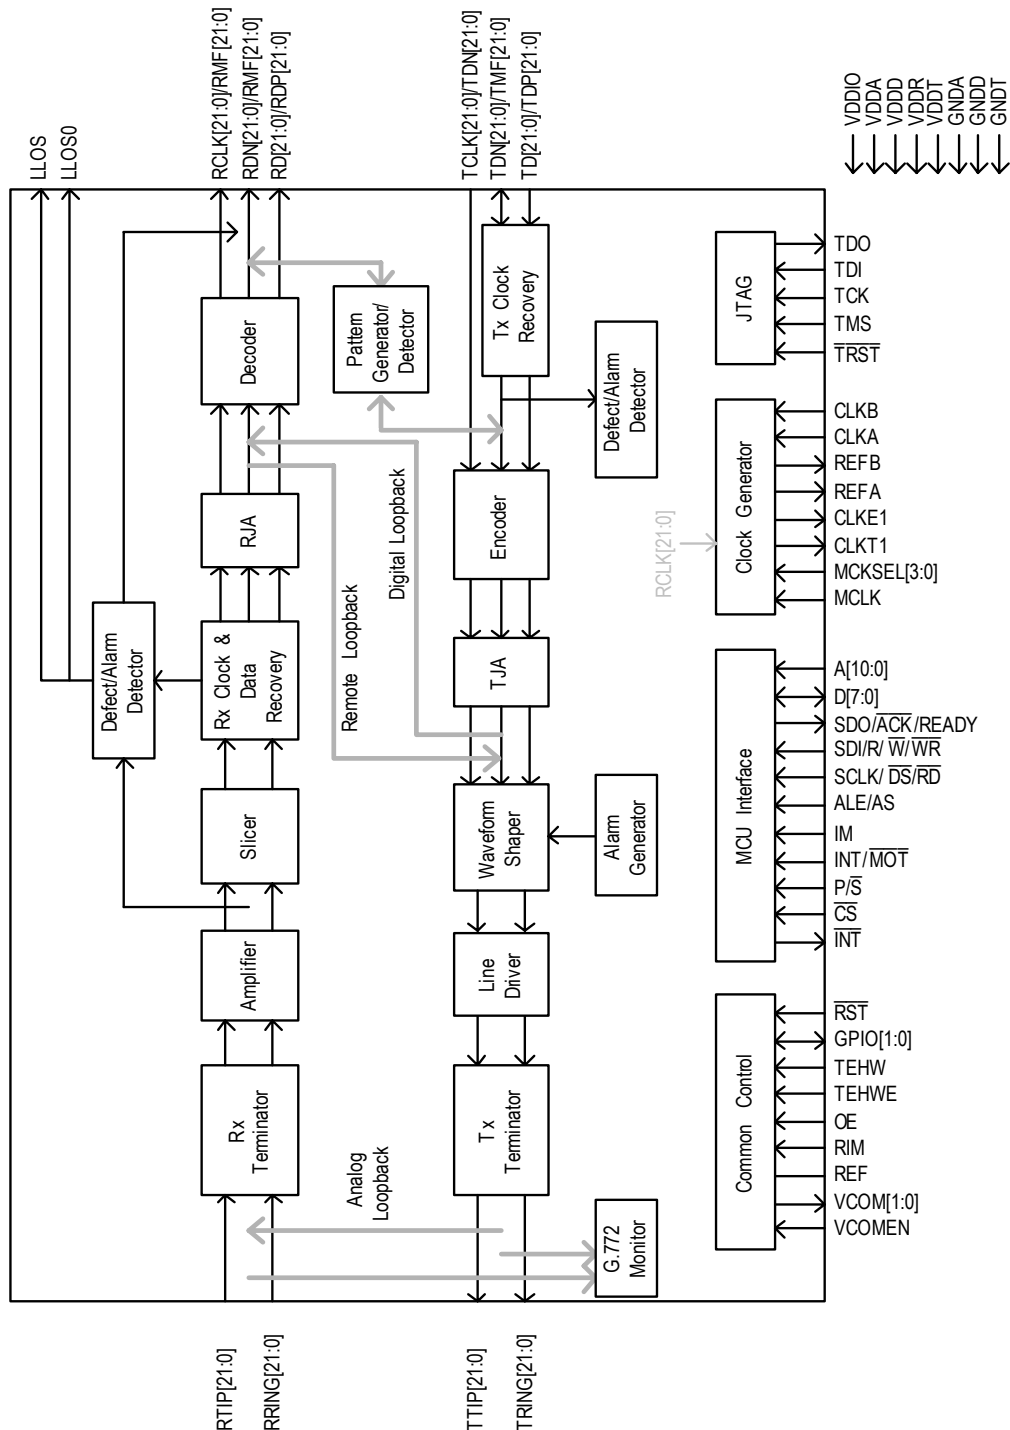 LLOS
LLOS0
RCLK[21:0]/RMF[21:0]
RDN[21:0]/RMF[21:0]
RD[21:0]/RDP[21:0]
TCLK[21:0]/TDN[21:0]
TDN[21:0]/TMF[21:0]
TD[21:0]/TDP[21:0]
VDDIO
VDDA
VDDD
VDDR
VDDT
GNDA
GNDD
GNDT
Decoder
Pattern
Generator/
Detector
Tx Clock
Recovery
Defect/Alarm
Detector
JTAG
TDO
TDI
TCK
TMS
TRST
RJA
Digital Loopback
Encoder
RCLK[21:0]
Clock Generator
CLKB
CLKA
REFB
REFA
CLKE1
CLKT1
MCKSEL[3:0]
MCLK
Defect/Alarm
Detector
Rx Clock &
Data
Recovery
Remote Loopback
TJA
Slicer
Waveform
Shaper
Alarm
Generator
MCU Interface
A[10:0]
D[7:0]
SDO/ACK/READY
SDI/R/ W/WR
SCLK/ DS/RD
ALE/AS
IM
INT/MOT
P/S
CS
INT
Amplifier
Line
Driver
Rx
Terminator
Tx
Terminator
Analog
Loopback
G.772
Monitor
Common Control
RST
GPIO[1:0]
TEHW
TEHWE
OE
RIM
REF
VCOM[1:0]
VCOMEN
RTIP[21:0]
RRING[21:0]
TTIP[21:0]
TRING[21:0]